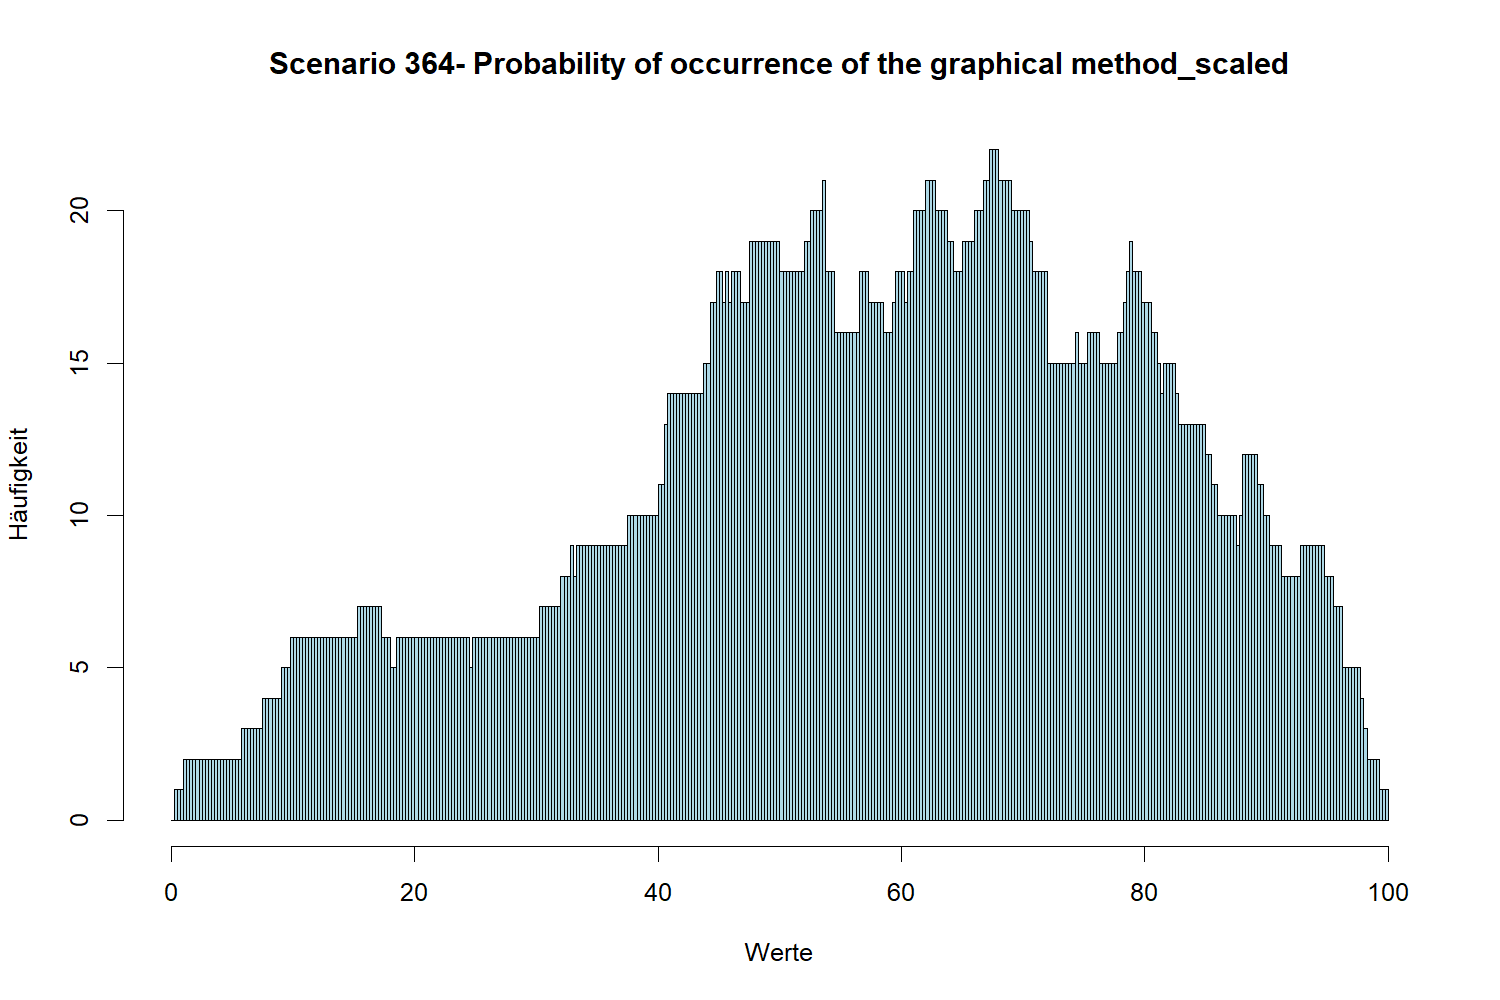 Scenario 364- Probability of occurrence of the graphical method_scaled
Häufigkeit
20
15
10
5
0
0 20 40 60 80 100
Werte